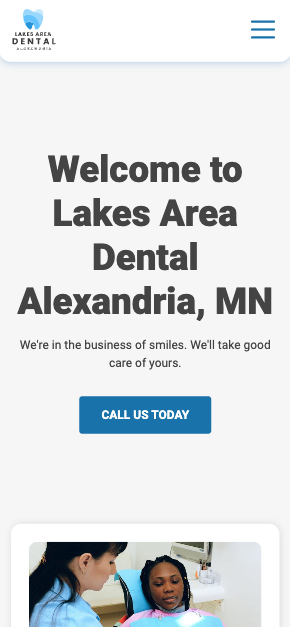 LAKES AREA
DENTAL
ALEXANDRIA
Welcome to
Lakes Area
Dental
Alexandria, MN
We're in the business of smiles. We'll take good
care of yours.
CALL US TODAY